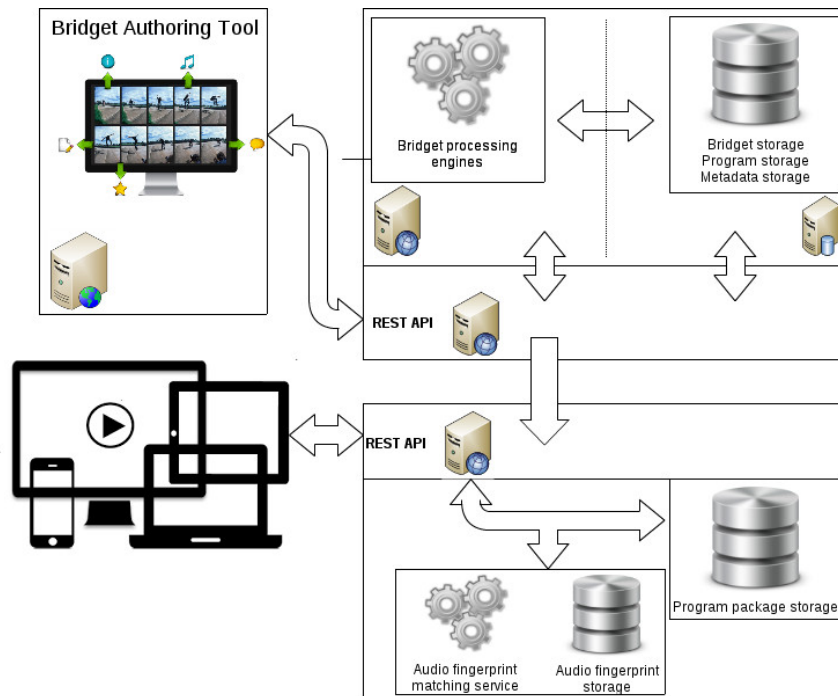 Bridget Authoring Tool
Bridget processing
engines
Bridget storage
Program storage
Metadata storage
REST API
REST API
Program package storage
Audio fingerprint
matching service
Audio fingerprint
storage